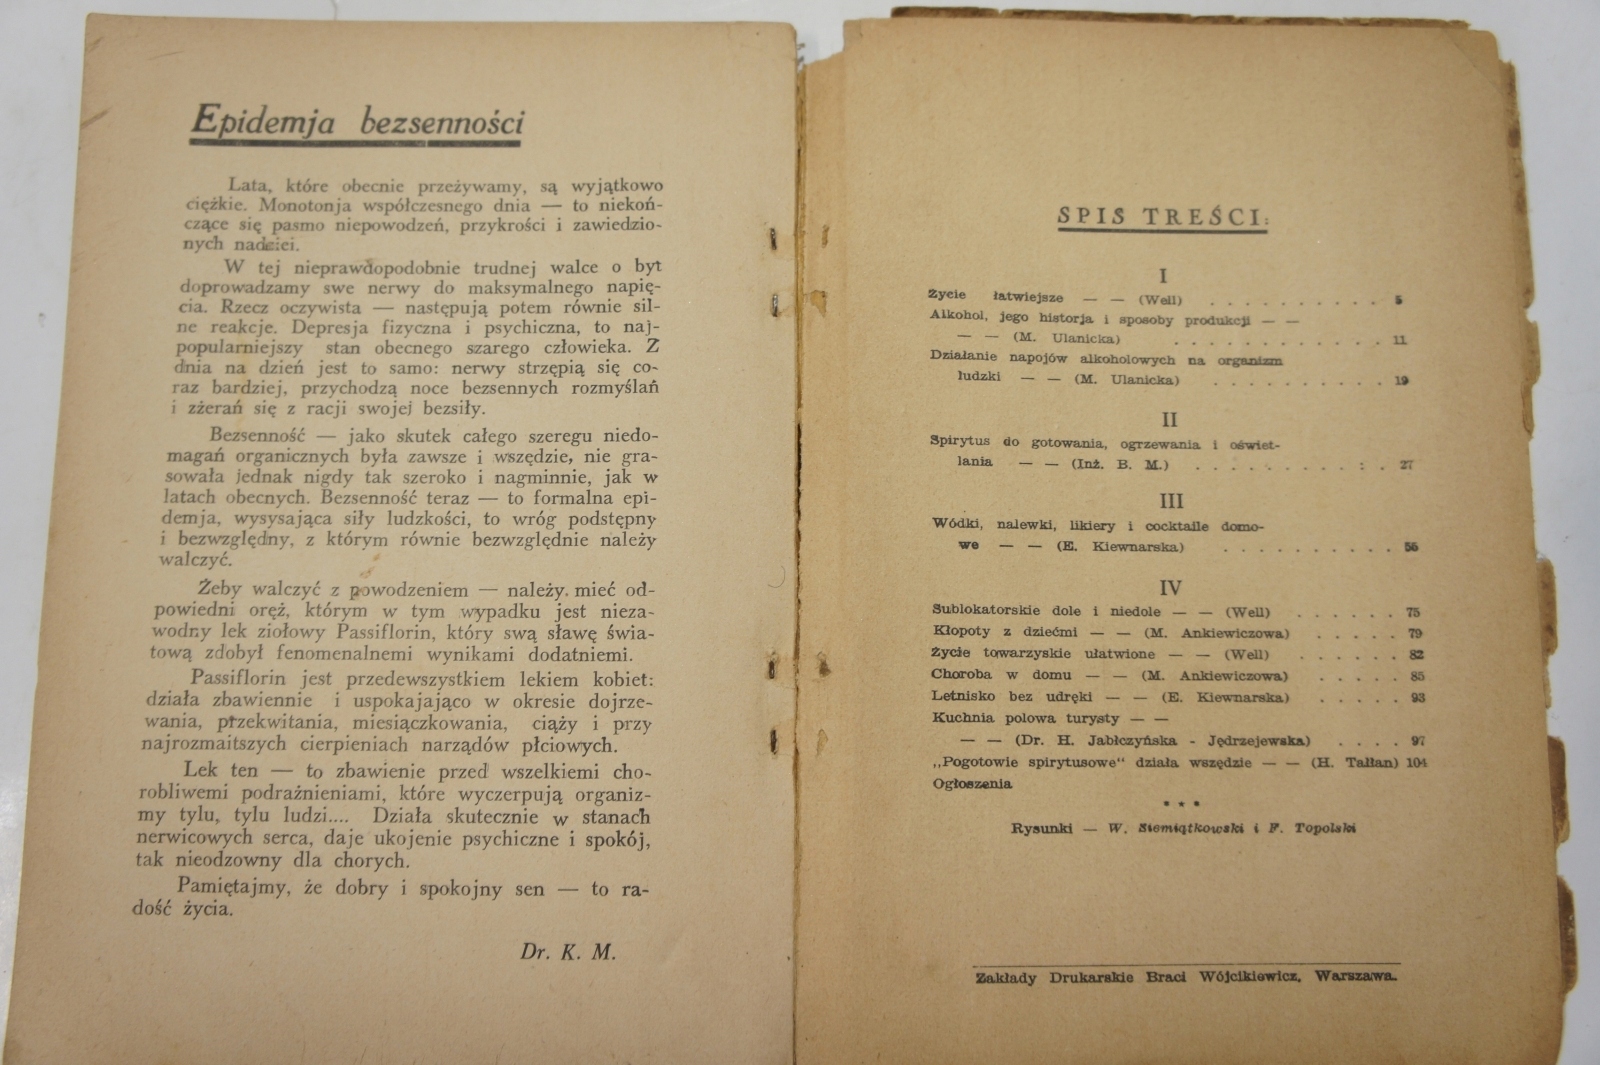 Epidemja bezsenności
Lata, które obecnie przeżywamy, są wyjątkowo
ciężkie. Monotonja współczesnego dnia — to niekoń-
czące się pasmo niepowodzeń, przykrości i zawiedzio-
nych nadziei.
W tej nieprawdopodobnie trudnej walce o byt
doprowadzamy swe nerwy do maksymalnego napię-
cia. Rzecz oczywista — następują potem równie sil-
ne reakcje. Depresja fizyczna i psychiczna, to naj-
popularniejszy stan obecnego szarego człowieka. Z
dnia na dzień jest to samo: nerwy strzępią się co-
raz bardziej, przychodzą noce bezsennych rozmyślań
i zżerań się z racji swojej bezsiły.
Bezsenność — jako skutek całego szeregu niedo-
magań organicznych była zawsze i wszędzie, nie gra-
sowała jednak nigdy tak szeroko i nagminnie, jak w
latach obecnych. Bezsenność teraz — to formalna epi-
demja, wysysająca siły ludzkości, to wróg podstępny
i bezwzględny, z którym równie bezwzględnie należy
walczyć.
Żeby walczyć z powodzeniem — należy. mieć od-
powiedni oręż, którym w tym wypadku jest nieza-
wodny lek ziołowy Passiflorin, który swą sławę świa-
tową zdobył fenomenalnemi wynikami dodatniemi.
Passiflorin jest przedewszystkiem lekiem kobiet:
działa zbawiennie i uspokajająco w okresie dojrze-
wania, przekwitania, miesiączkowania, ciąży i przy
najrozmaitszych cierpieniach narządów płciowych.
Lek ten — to zbawienie przed wszelkiemi cho-
robliwemi podrażnieniami, które wyczerpują organiz-
my tylu, tylu ludzi.... Działa skutecznie w stanach
nerwicowych serca, daje ukojenie psychiczne i spokój,
tak nieodzowny dla chorych.
Pamiętajmy, że dobry i spokojny sen — to ra-
dość życia.
Dr. K. M.
SPIS TREŚCI:
I
Życie łatwiejsze — — (Well) . . . . . . . . . . 5
Alkohol, jego historja i sposoby produkcji — —
— — (M. Ulanicka) . . . . . . . . . . . . 11
Działanie napojów alkoholowych na organizm
ludzki — — (M. Ulanicka) . . . . . . . . . . 19
II
Spirytus do gotowania, ogrzewania i oświet-
lania — — (Inż. B. M.) . . . . . . . . . : . 27
III
Wódki, nalewki, likiery i cocktaile domo-
we — — (E. Kiewnarska) . . . . . . . . . . 55
IV
Sublokatorskie dole i niedole — — (Well) . . . . . . 75
Kłopoty z dziećmi — — (M. Ankiewiczowa) . . . . . 79
Życie towarzyskie ułatwione — — (Well) . . . . . . 82
Choroba w domu — — (M. Ankiewiczowa) . . . . . 85
Letnisko bez udręki — — (E. Kiewnarska) . . . . . 93
Kuchnia polowa turysty — —
— — (Dr. H. Jabłczyńska - Jędrzejewska) . . . . 97
„Pogotowie spirytusowe“ działa wszędzie — — (H. Tallan) 104
Ogłoszenia
* * *
Rysunki — W. Siemiątkowski i F. Topolski
Zakłady Drukarskie Braci Wójcikiewicz, Warszawa.